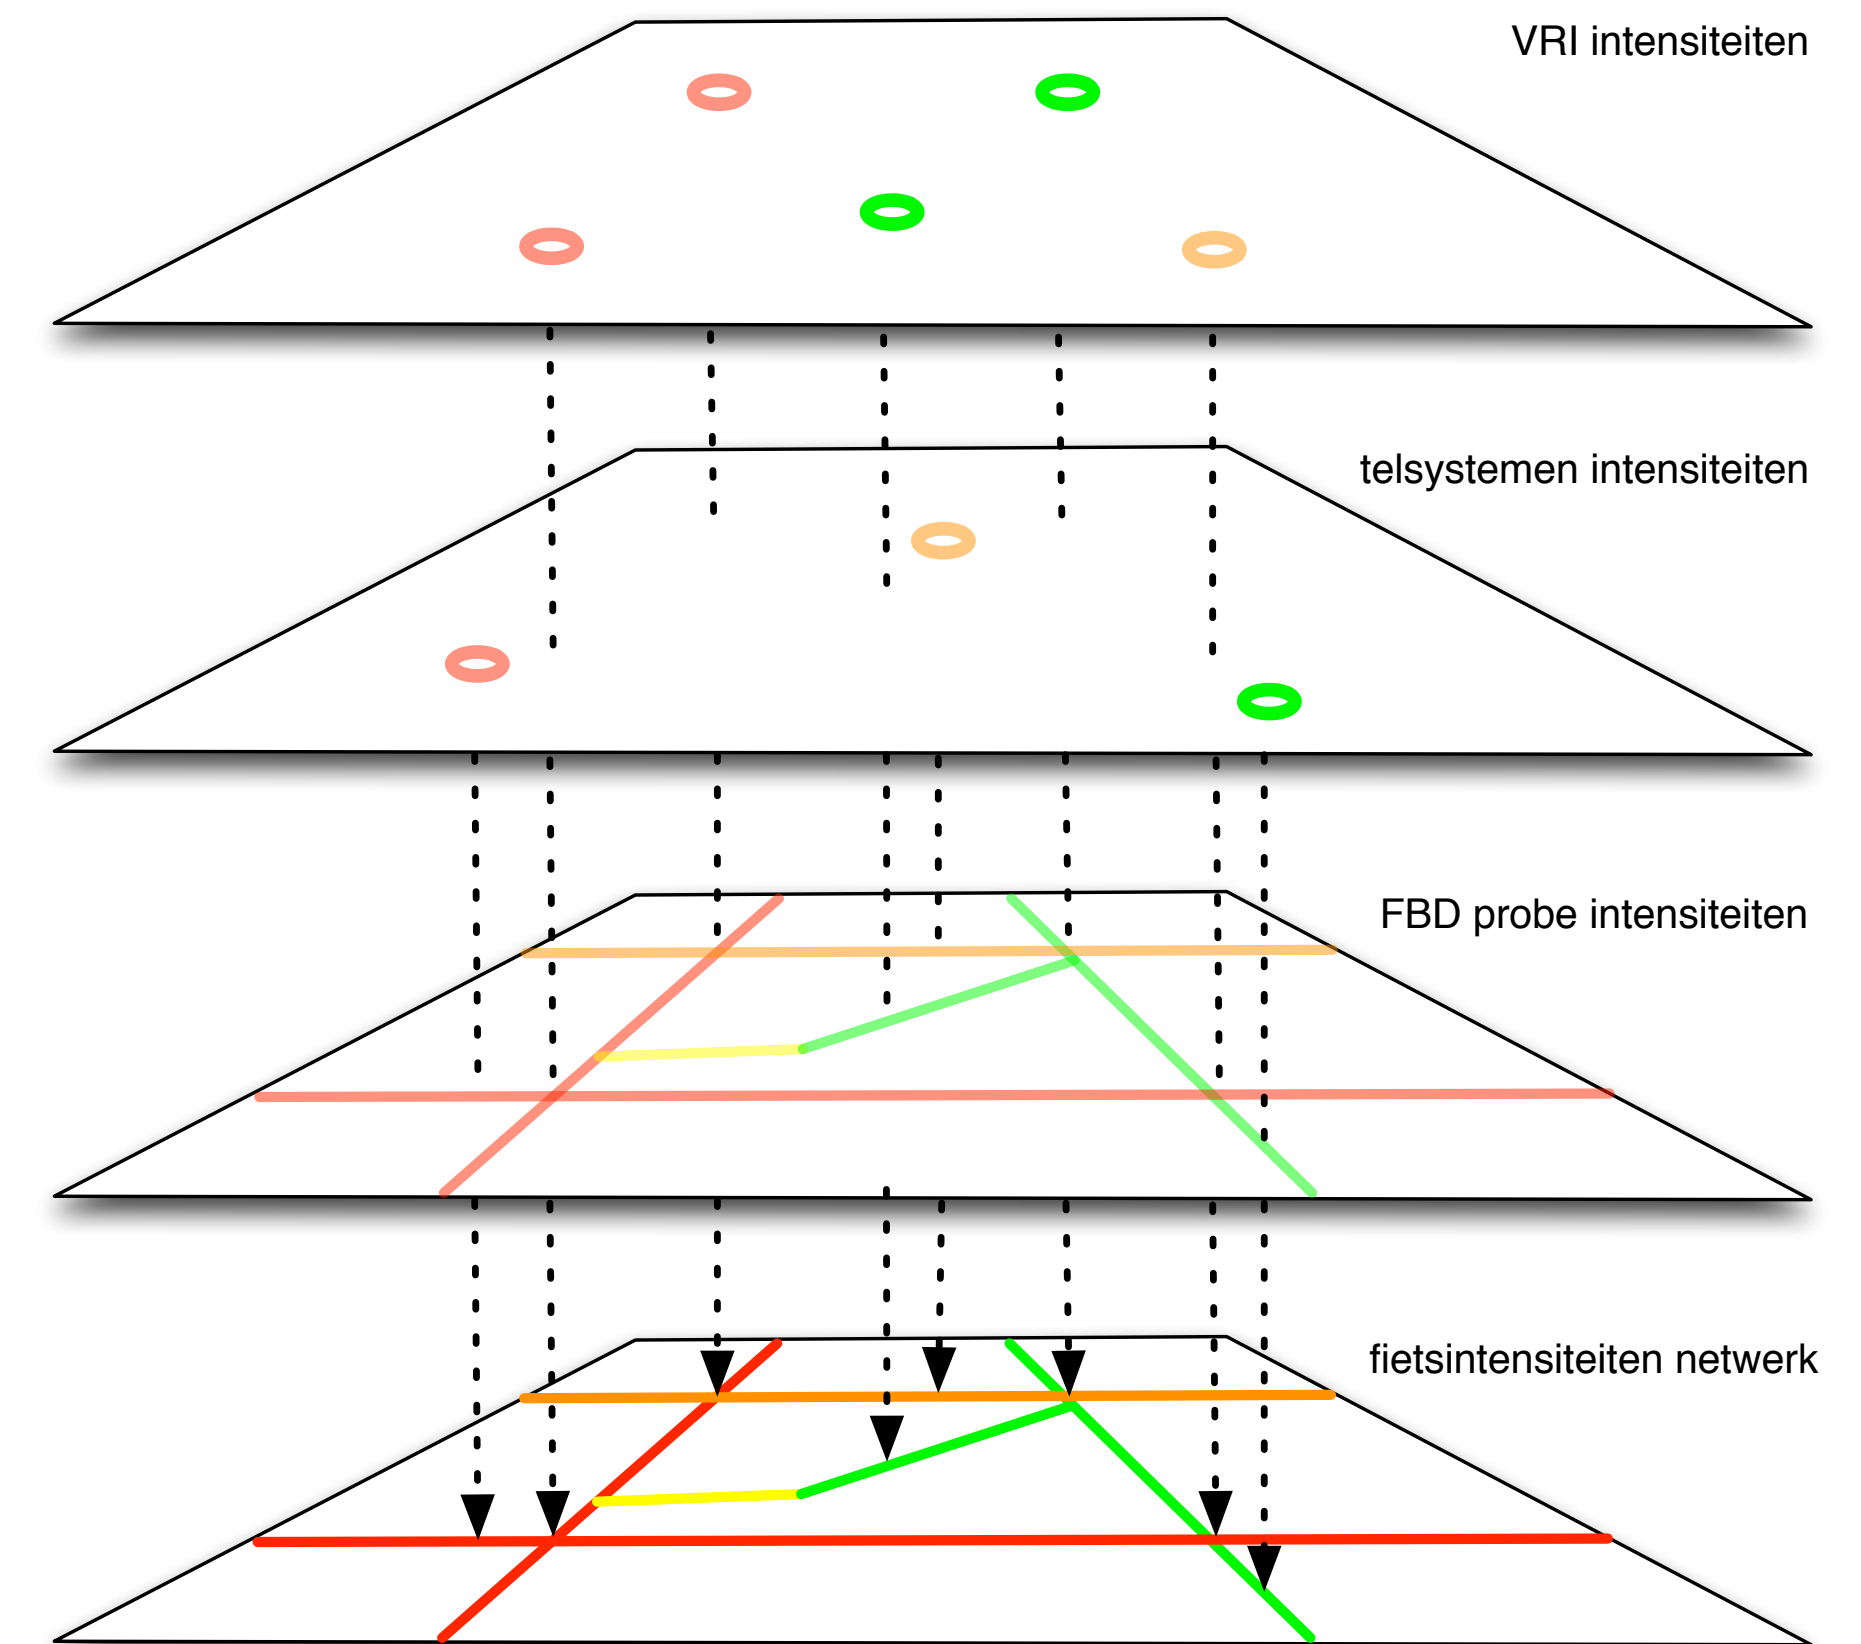 VRI intensiteiten
telsystemen intensiteiten
FBD probe intensiteiten
fietsintensiteiten netwerk